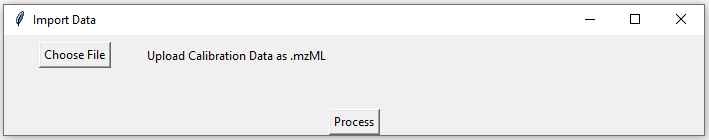 Import Data
Choose File Upload Calibration Data as .mzML
Process